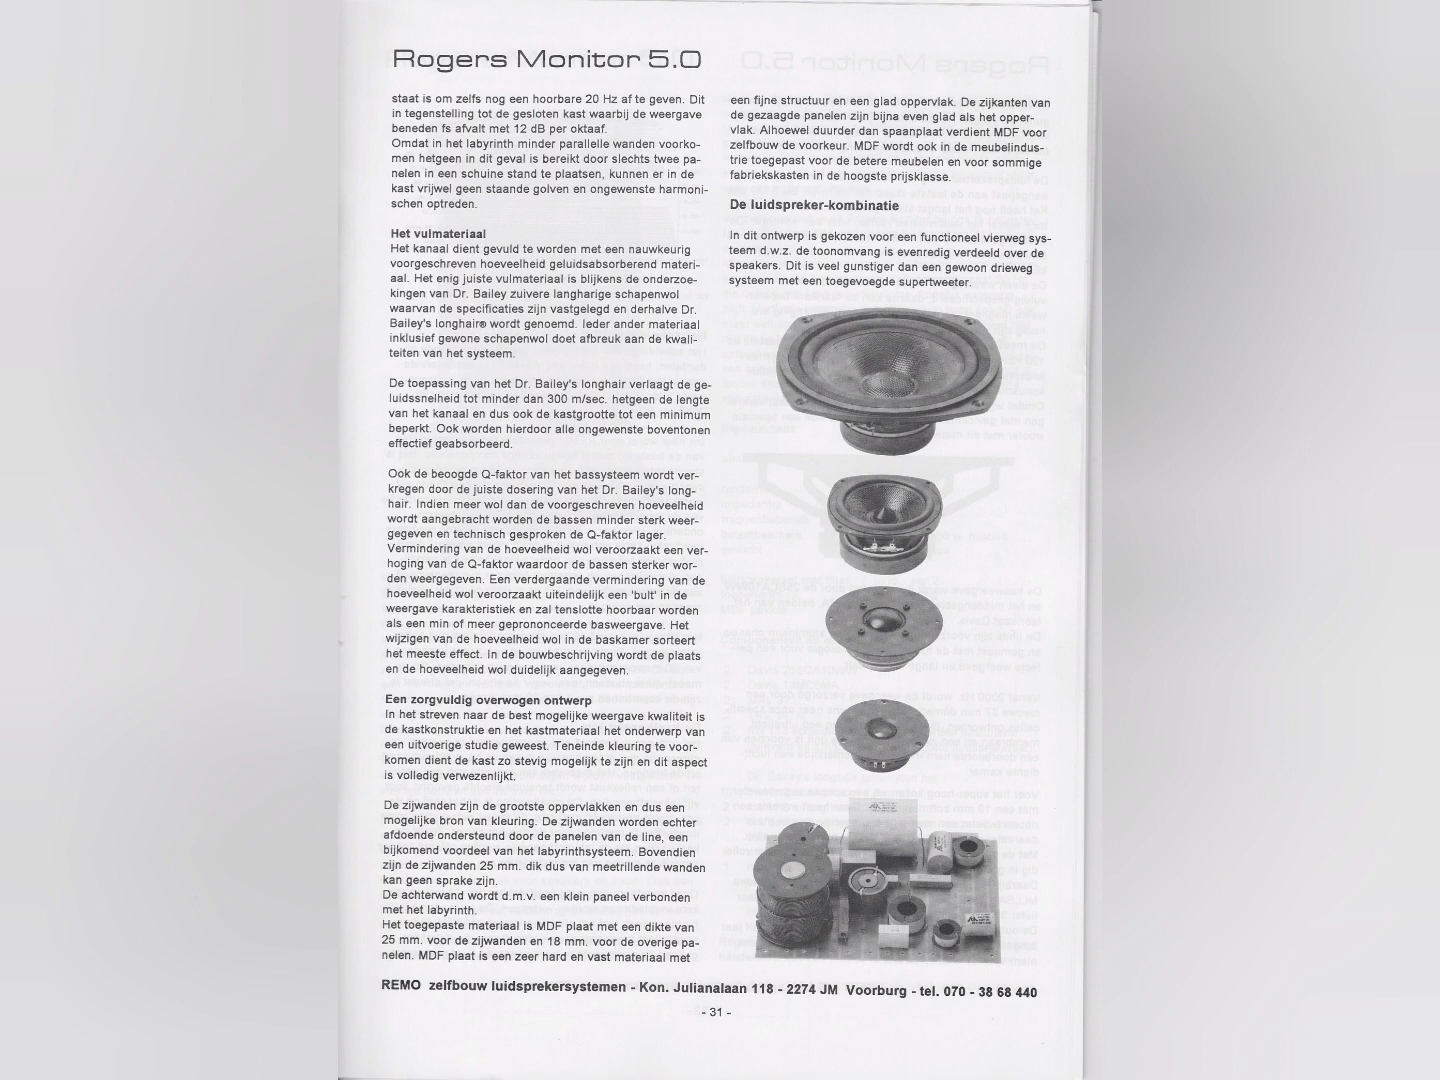 Rogers Monitor 5.0
staat is om zelfs nog een hoorbare 20 Hz af te geven. Dit
in tegenstelling tot de gesloten kast waarbij de weergave
beneden fs afvalt met 12 dB per oktaaf.
Omdat in het labyrinth minder parallelle wanden voorko-
men hetgeen in dit geval is bereikt door slechts twee pa-
nelen in een schuine stand te plaatsen, kunnen er in de
kast vrijwel geen staande golven en ongewenste harmoni-
schen optreden.
Het vulmateriaal
Het kanaal dient gevuld te worden met een nauwkeurig
voorgeschreven hoeveelheid geluidsabsorberend materi-
aal. Het enig juiste vulmateriaal is blijkens de onderzoe-
kingen van Dr. Bailey zuivere langharige schapenwol
waarvan de specificaties zijn vastgelegd en derhalve Dr.
Bailey's longhair® wordt genoemd. Ieder ander materiaal
inklusief gewone schapenwol doet afbreuk aan de kwali-
teiten van het systeem.
De toepassing van het Dr. Bailey's longhair verlaagt de ge-
luidssnelheid tot minder dan 300 m/sec. hetgeen de lengte
van het kanaal en dus ook de kastgrootte tot een minimum
beperkt. Ook worden hierdoor alle ongewenste boventonen
effectief geabsorbeerd.
Ook de beoogde Q-faktor van het bassysteem wordt ver-
kregen door de juiste dosering van het Dr. Bailey's long-
hair. Indien meer wol dan de voorgeschreven hoeveelheid
wordt aangebracht worden de bassen minder sterk weer-
gegeven en technisch gesproken de Q-faktor lager.
Vermindering van de hoeveelheid wol veroorzaakt een ver-
hoging van de Q-faktor waardoor de bassen sterker wor-
den weergegeven. Een verdergaande vermindering van de
hoeveelheid wol veroorzaakt uiteindelijk een 'bult' in de
weergave karakteristiek en zal tenslotte hoorbaar worden
als een min of meer geprononceerde basweergave. Het
wijzigen van de hoeveelheid wol in de baskamer sorteert
het meeste effect. In de bouwbeschrijving wordt de plaats
en de hoeveelheid wol duidelijk aangegeven.
Een zorgvuldig overwogen ontwerp
In het streven naar de best mogelijke weergave kwaliteit is
de kastkonstruktie en het kastmateriaal het onderwerp van
een uitvoerige studie geweest. Teneinde kleuring te voor-
komen dient de kast zo stevig mogelijk te zijn en dit aspect
is volledig verwezenlijkt.
De zijwanden zijn de grootste oppervlakken en dus een
mogelijke bron van kleuring. De zijwanden worden echter
afdoende ondersteund door de panelen van de line, een
bijkomend voordeel van het labyrinthsysteem. Bovendien
zijn de zijwanden 25 mm. dik dus van meetrillende wanden
kan geen sprake zijn.
De achterwand wordt d.m.v. een klein paneel verbonden
met het labyrinth.
Het toegepaste materiaal is MDF plaat met een dikte van
25 mm. voor de zijwanden en 18 mm. voor de overige pa-
nelen. MDF plaat is een zeer hard en vast materiaal met
een fijne structuur en een glad oppervlak. De zijkanten van
de gezaagde panelen zijn bijna even glad als het opper-
vlak. Alhoewel duurder dan spaanplaat verdient MDF voor
zelfbouw de voorkeur. MDF wordt ook in de meubelindus-
trie toegepast voor de betere meubelen en voor sommige
fabriekskasten in de hoogste prijsklasse.
De luidspreker-kombinatie
In dit ontwerp is gekozen voor een functioneel vierweg sys-
teem d.w.z. de toonomvang is evenredig verdeeld over de
speakers. Dit is veel gunstiger dan een gewoon drieweg
systeem met een toegevoegde supertweeter.
REMO zelfbouw luidsprekersystemen - Kon. Julianalaan 118 - 2274 JM Voorburg - tel. 070 - 38 68 440
- 31 -